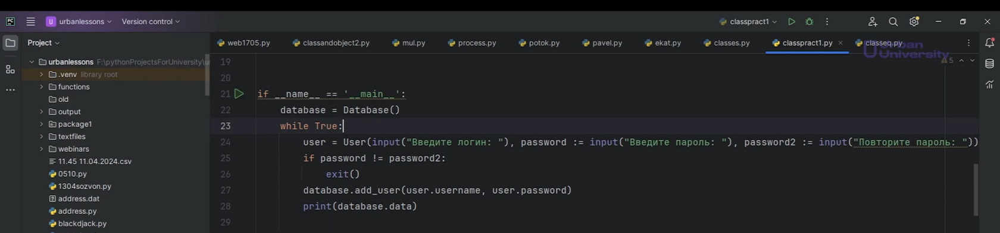 PC U urbanlessons Version control classpract1
Project web1705.py classandobject2.py mul.py process.py potok.py pavel.py ekat.py classes.py classpract1.py classeq.py
Urban
University
urbanlessons F:\pythonProjectsForUniversity\u
.venv library root
functions
old
output
package1
textfiles
webinars
11.45 11.04.2024.csv
0510.py
1304sozvon.py
address.dat
address.py
blackdjack.py
5
19
20
21 if __name__ == '__main__':
22 database = Database()
23 while True:
24 user = User(input("Введите логин: "), password := input("Введите пароль: "), password2 := input("Повторите пароль: "))
25 if password != password2:
26 exit()
27 database.add_user(user.username, user.password)
28 print(database.data)
29